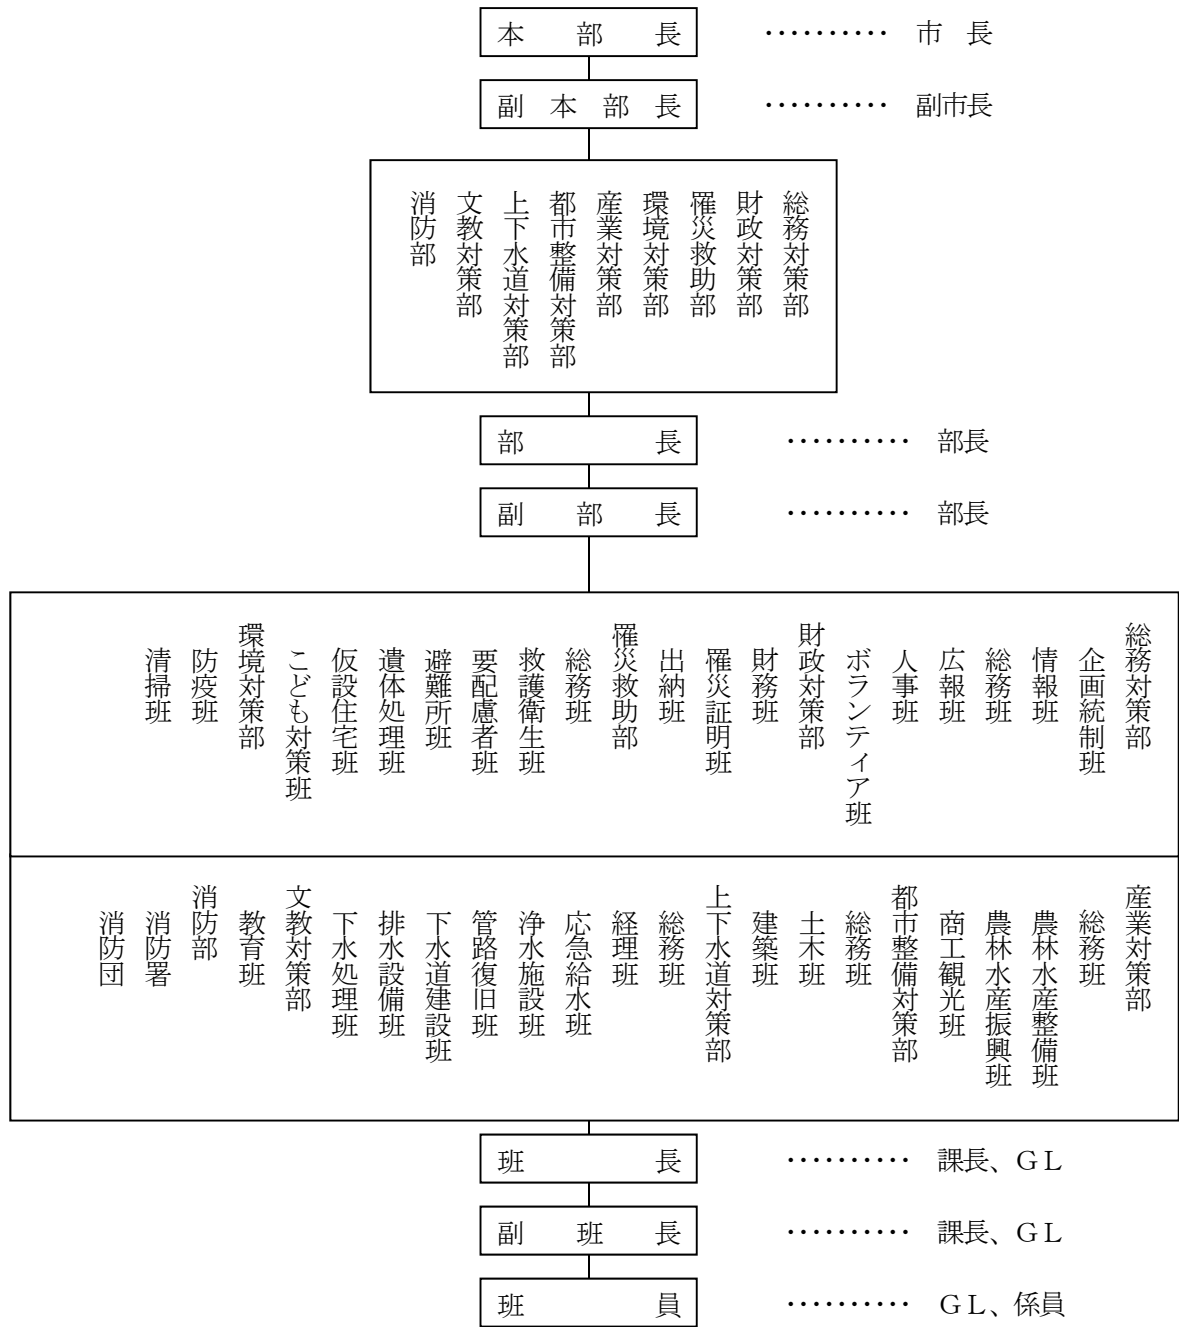 本部長 ・・・・・・・・・・ 市長
副本部長 ・・・・・・・・・・ 副市長
総務対策部
財政対策部
罹災救助部
環境対策部
産業対策部
都市整備対策部
上下水道対策部
文教対策部
消防部
部長 ・・・・・・・・・・ 部長
副部長 ・・・・・・・・・・ 部長
総務対策部
企画統制班
情報班
総務班
広報班
人事班
ボランティア班
財政対策部
財務班
罹災証明班
出納班
罹災救助部
総務班
救護衛生班
要配慮者班
避難所班
遺体処理班
仮設住宅班
こども対策班
環境対策部
防疫班
清掃班
産業対策部
総務班
農林水産整備班
農林水産振興班
商工観光班
都市整備対策部
総務班
土木班
建築班
上下水道対策部
総務班
経理班
応急給水班
浄水施設班
管路復旧班
下水道建設班
排水設備班
下水処理班
文教対策部
教育班
消防部
消防署
消防団
班長 ・・・・・・・・・・ 課長、ＧＬ
副班長 ・・・・・・・・・・ 課長、ＧＬ
班員 ・・・・・・・・・・ ＧＬ、係員